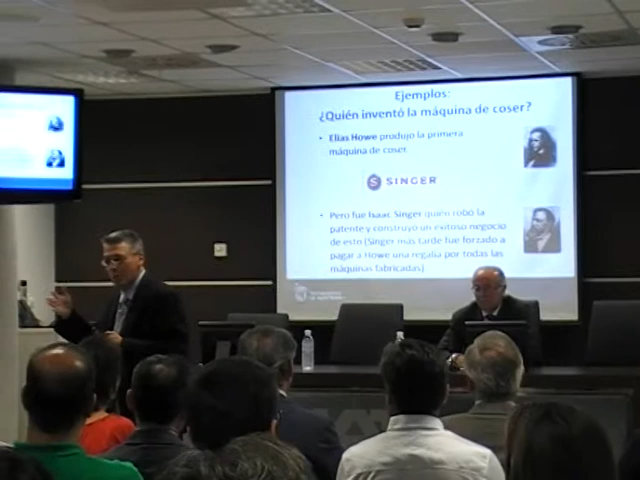 Ejemplos:
¿Quién inventó la máquina de coser?
• Elias Howe produjo la primera
máquina de coser.
SINGER
• Pero fue Isaac Singer quién robó la
patente y construyó un exitoso negocio
de esto (Singer más tarde fue forzado a
pagar a Howe una regalía por todas las
máquinas fabricadas)